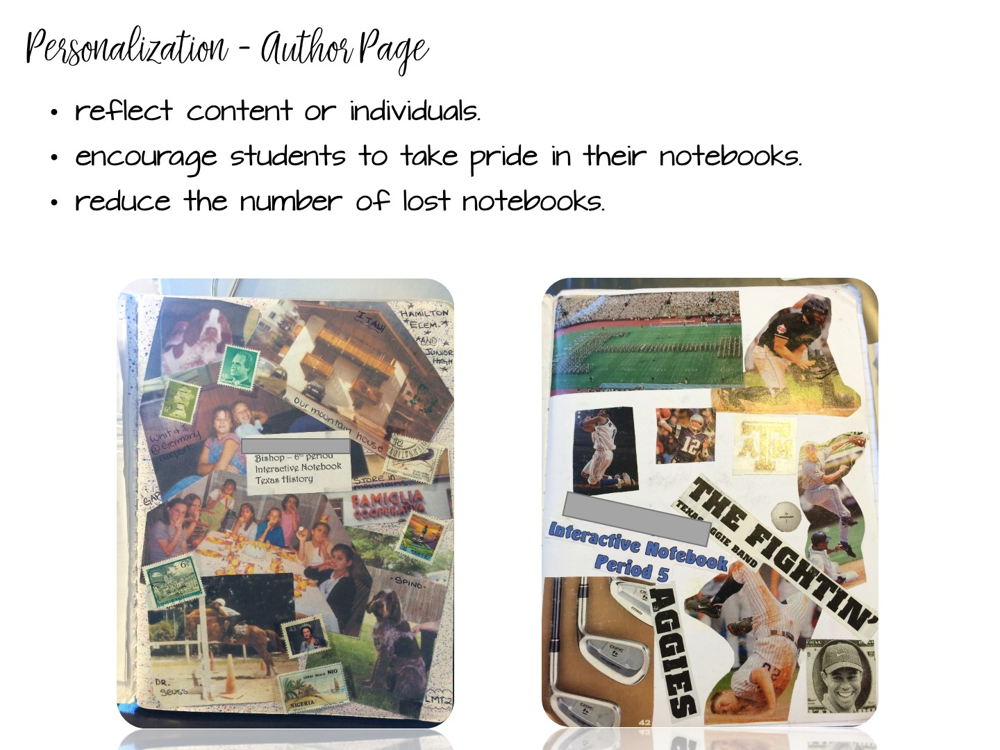 Personalization - Author Page
• reflect content or individuals.
• encourage students to take pride in their notebooks.
• reduce the number of lost notebooks.
ITALY
HAMILTON
ELEM.
AND
JUNIOR
HIGH
our mountain house
Whit & I
@ Germany
airport
Bishop – 6th period
Interactive Notebook
Texas History
STORE IN
mountains.
FAMIGLIA
COOPERATIVA
-SPINO-
DR.
SEUSS
NIO
NIGERIA
LMT2
12
ATM
THE FIGHTIN'
TEXAS AGGIE BAND
Interactive Notebook
Period 5
AGGIES
42